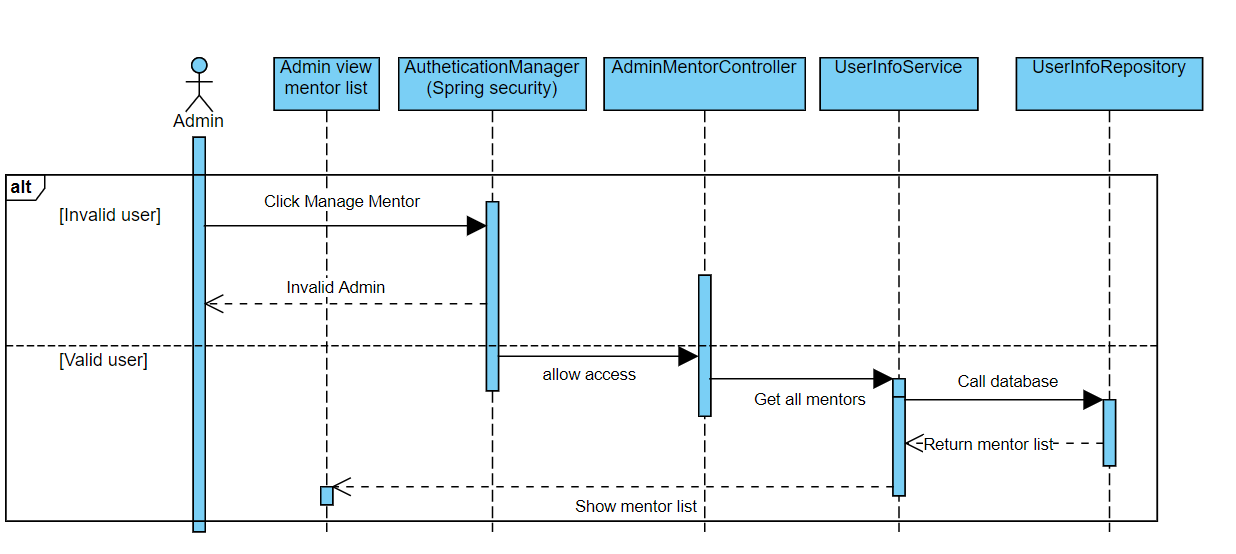 Admin
Admin view
mentor list
AutheticationManager
(Spring security)
AdminMentorController
UserInfoService
UserInfoRepository
alt
[Invalid user]
Click Manage Mentor
Invalid Admin
[Valid user]
allow access
Get all mentors
Call database
Return mentor list
Show mentor list